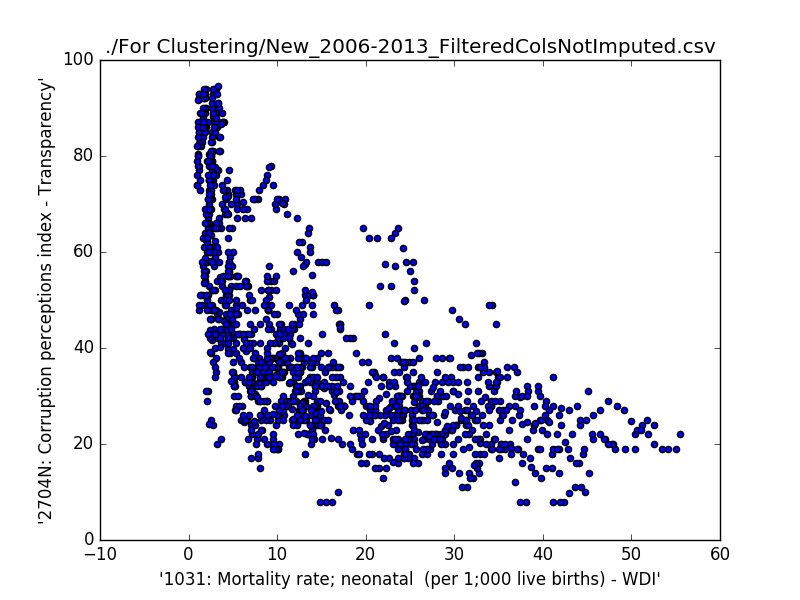 ./For Clustering/New_2006-2013_FilteredColsNotImputed.csv
100
80
60
40
20
0
'2704N: Corruption perceptions index - Transparency'
−10 0 10 20 30 40 50 60
'1031: Mortality rate; neonatal  (per 1;000 live births) - WDI'